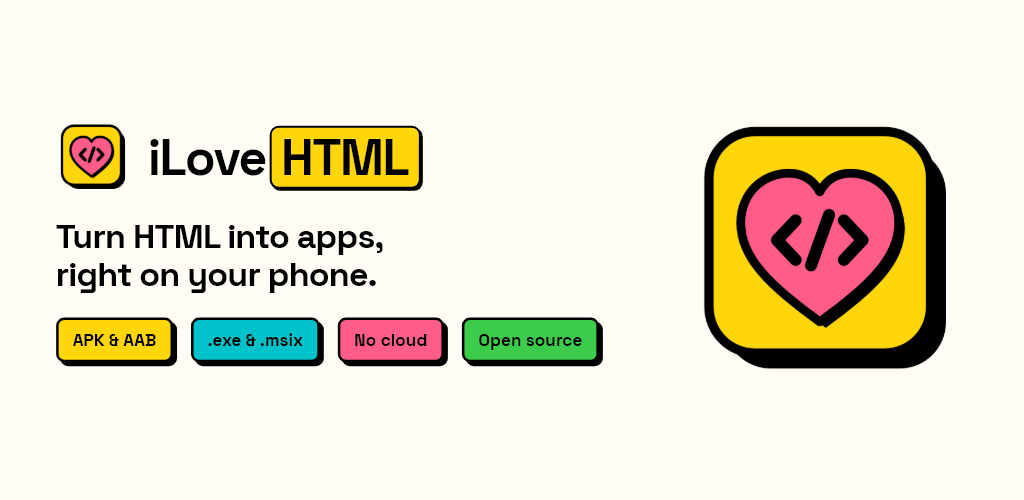 iLove HTML
Turn HTML into apps,
right on your phone.
APK & AAB
.exe & .msix
No cloud
Open source